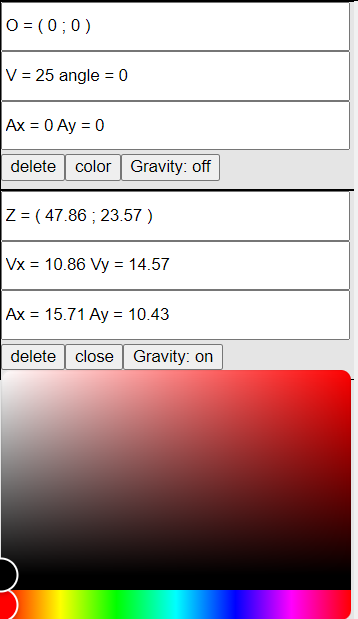 O = ( 0 ; 0 )
V = 25 angle = 0
Ax = 0 Ay = 0
delete color Gravity: off
Z = ( 47.86 ; 23.57 )
Vx = 10.86 Vy = 14.57
Ax = 15.71 Ay = 10.43
delete close Gravity: on